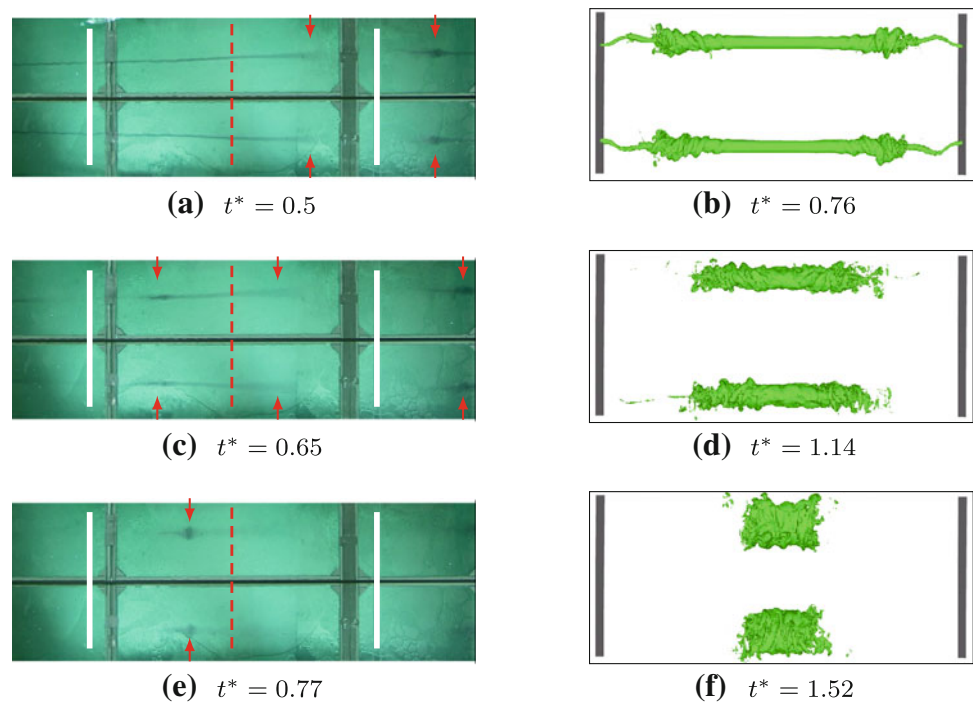 (a) t* = 0.5
(b) t* = 0.76
(c) t* = 0.65
(d) t* = 1.14
(e) t* = 0.77
(f) t* = 1.52